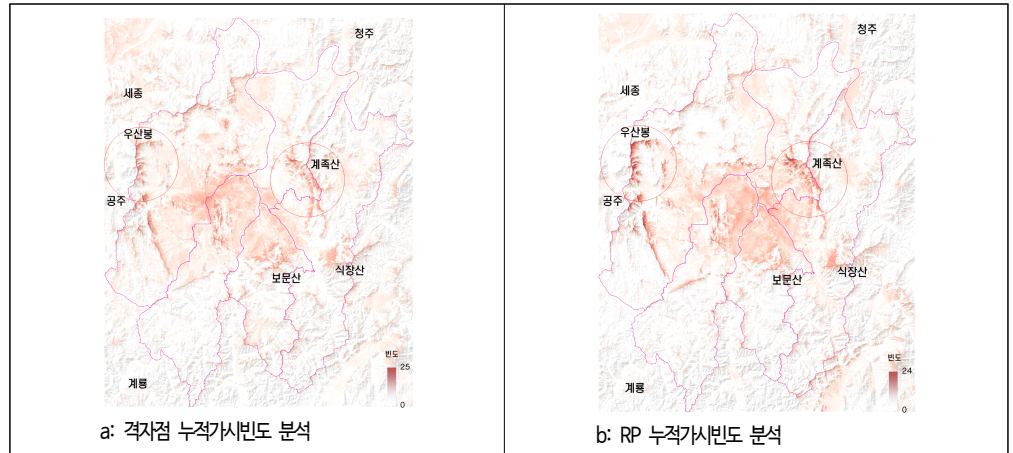 청주
세종
우산봉
계족산
공주
식장산
보문산
빈도
25
계룡
0
a: 격자점 누적가시빈도 분석
청주
세종
우산봉
계족산
공주
식장산
보문산
빈도
24
계룡
0
b: RP 누적가시빈도 분석